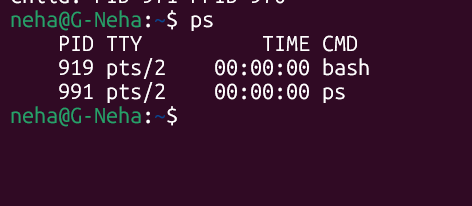 neha@G-Neha:~$ ps
    PID TTY          TIME CMD
    919 pts/2    00:00:00 bash
    991 pts/2    00:00:00 ps
neha@G-Neha:~$